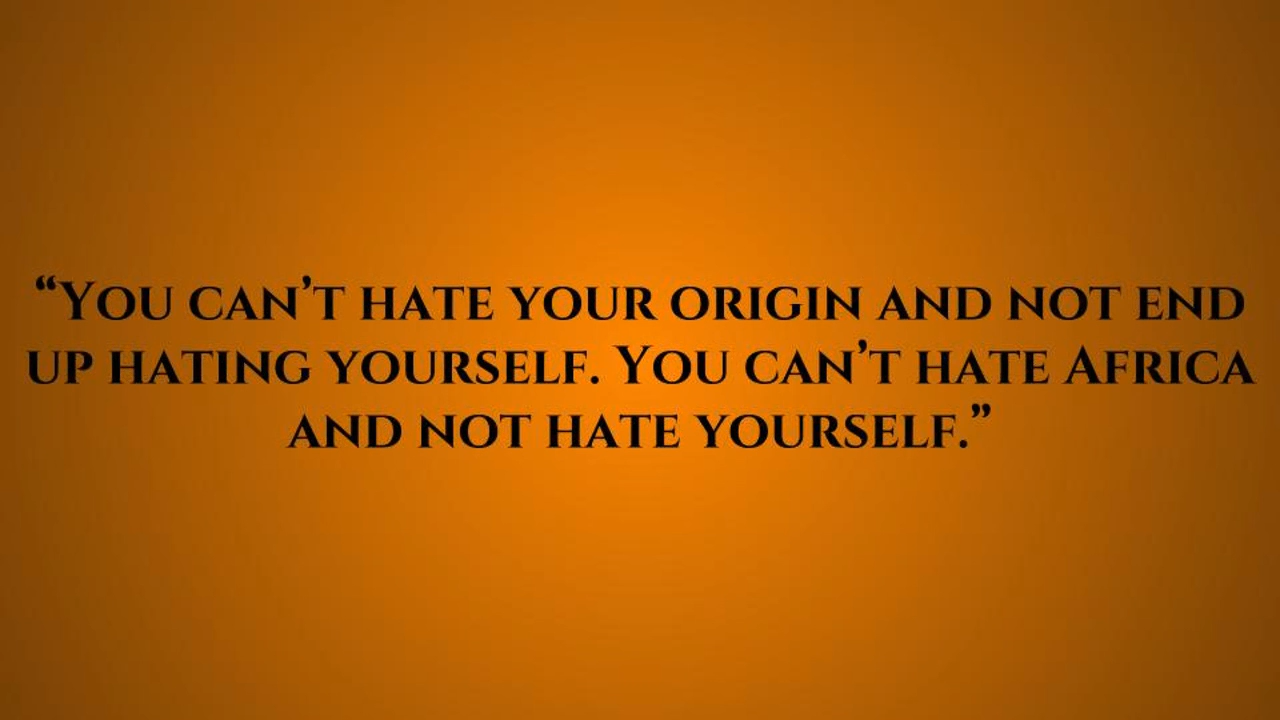 “You can’t hate your origin and not end
up hating yourself. You can’t hate Africa
and not hate yourself.”